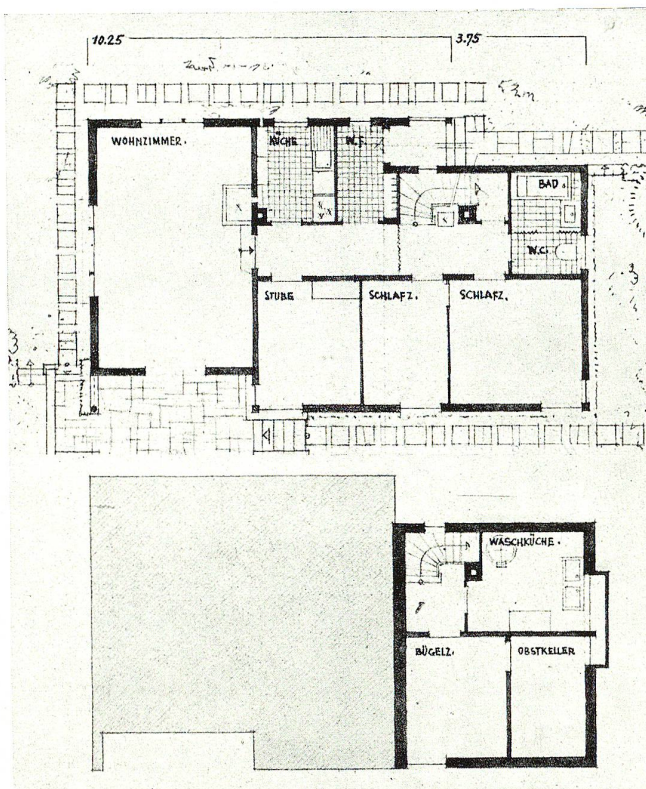 10.25 3.75
WOHNZIMMER.
KÜCHE
W.F.
BAD.
W.C.
STUBE
SCHLAFZ.
SCHLAFZ.
WASCHKÜCHE.
BÜGELZ.
OBSTKELLER